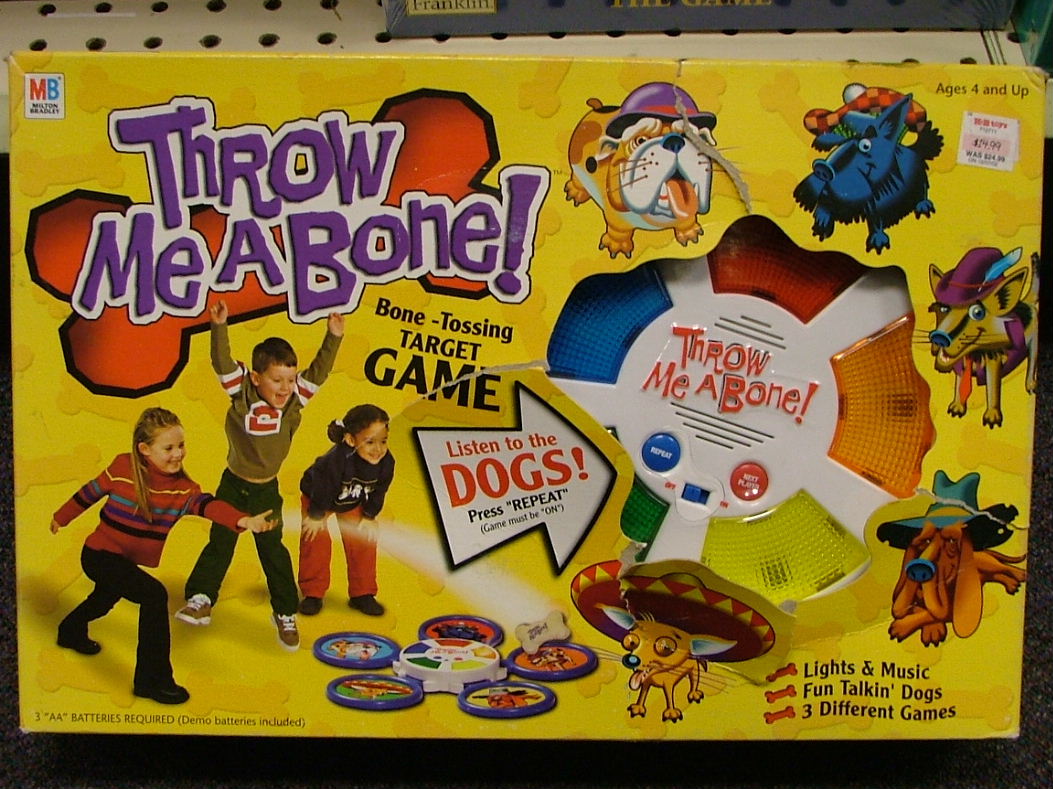 Franklin
THE GAME
MB
MILTON
BRADLEY
Ages 4 and Up
THROW
ME A BONE!
TM
$14.99
WAS $24.99
Bone -Tossing
TARGET
GAME
THROW
ME A BONE!
Listen to the
DOGS!
Press "REPEAT"
(Game must be "ON")
REPEAT
NEXT
PLAYER
OFF
ON
Lights & Music
Fun Talkin' Dogs
3 Different Games
3 "AA" BATTERIES REQUIRED (Demo batteries included)